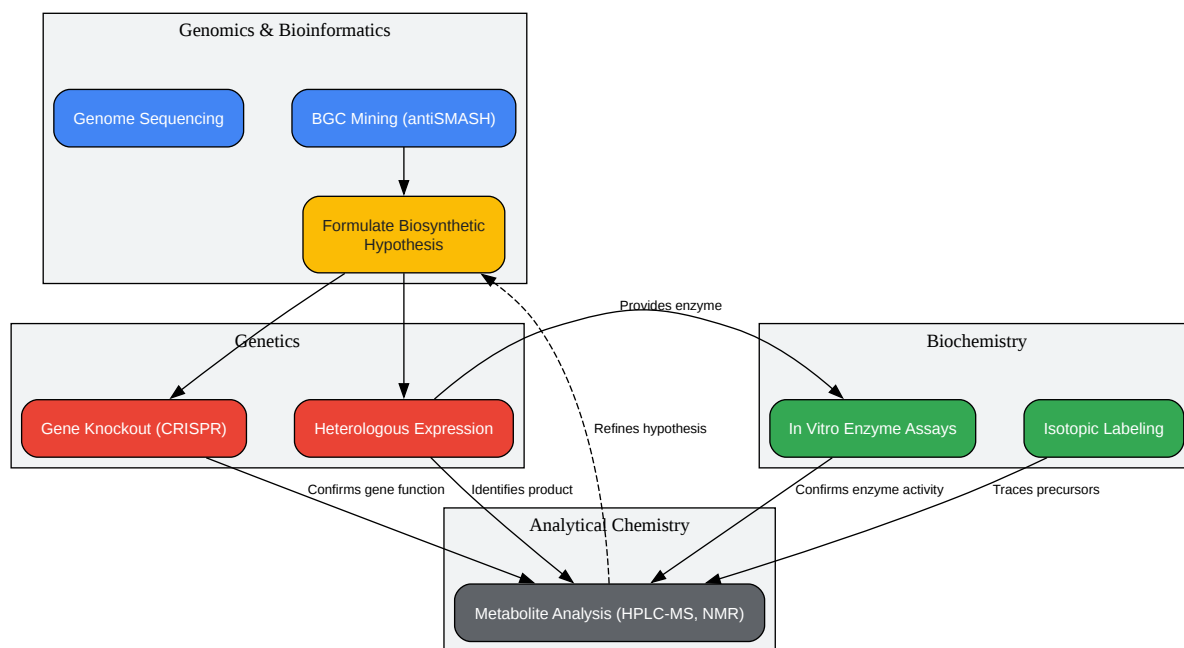 Genomics & Bioinformatics
Genome Sequencing
BGC Mining (antiSMASH)
Formulate Biosynthetic
Hypothesis
Provides enzyme
Genetics
Biochemistry
Gene Knockout (CRISPR)
Heterologous Expression
Refines hypothesis
In Vitro Enzyme Assays
Isotopic Labeling
Confirms gene function
Identifies product
Confirms enzyme activity
Traces precursors
Analytical Chemistry
Metabolite Analysis (HPLC-MS, NMR)